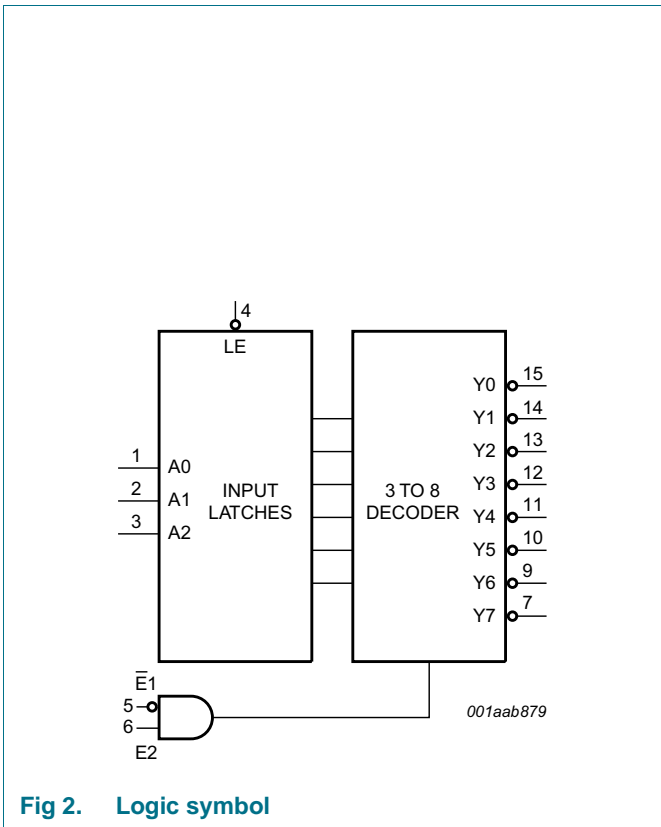 4
LE
Y0 15
Y1 14
Y2 13
1 A0
Y3 12
2 A1
INPUT
LATCHES
3 TO 8
DECODER
Y4 11
3 A2
Y5 10
Y6 9
Y7 7
E̅1
5
6
E2
001aab879
Fig 2. Logic symbol